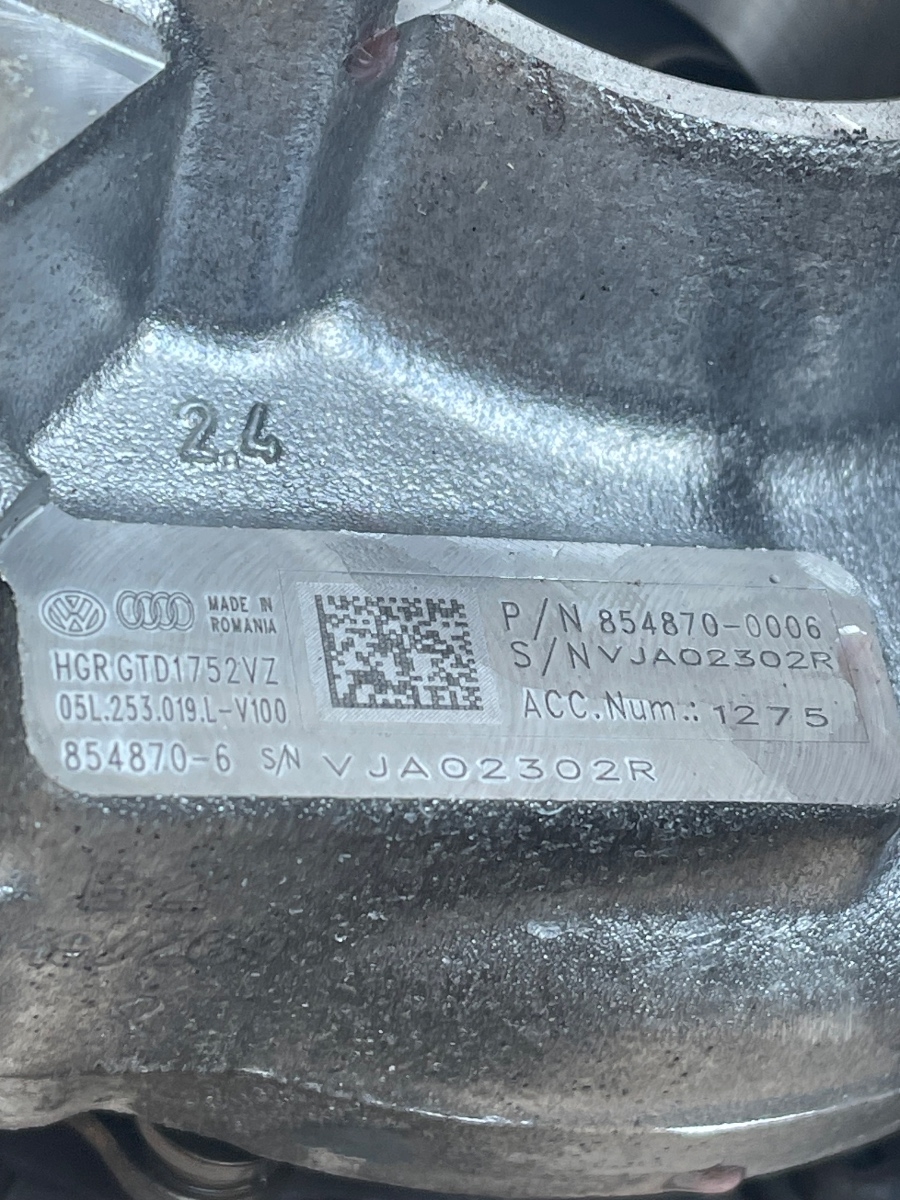 2.4
VW MADE IN
ROMANIA
HGR GTD1752VZ
05L.253.019.L-V100
854870-6 S/N VJA02302R
P/N 854870-0006
S/N VJA02302R
ACC.Num.: 1275